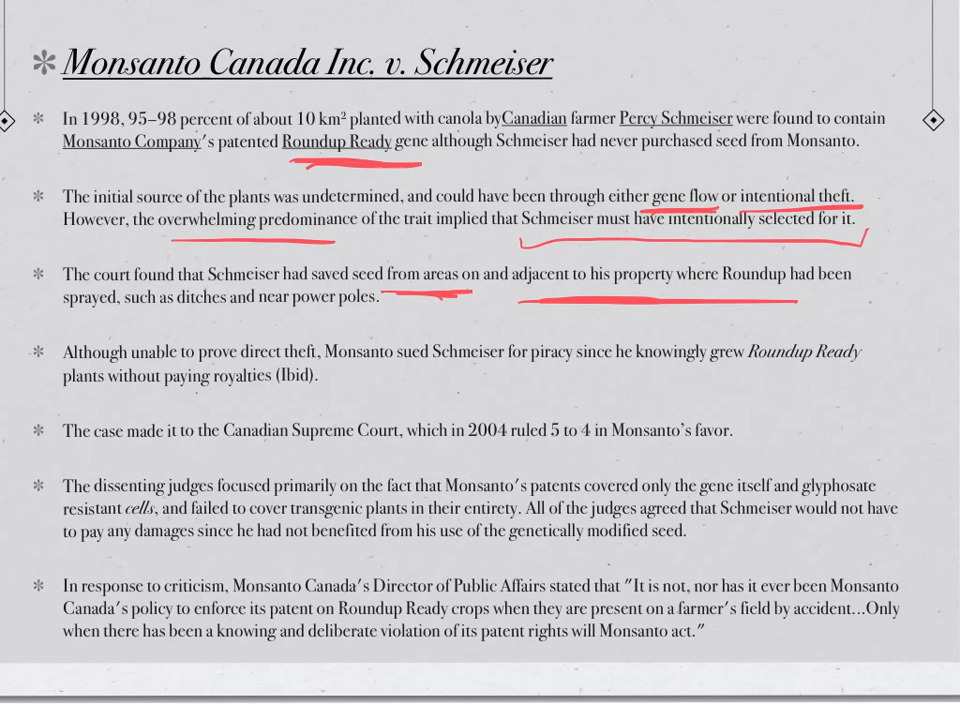 * Monsanto Canada Inc. v. Schmeiser
* In 1998, 95–98 percent of about 10 km² planted with canola byCanadian farmer Percy Schmeiser were found to contain
Monsanto Company's patented Roundup Ready gene although Schmeiser had never purchased seed from Monsanto.
* The initial source of the plants was undetermined, and could have been through either gene flow or intentional theft.
However, the overwhelming predominance of the trait implied that Schmeiser must have intentionally selected for it.
* The court found that Schmeiser had saved seed from areas on and adjacent to his property where Roundup had been
sprayed, such as ditches and near power poles.
* Although unable to prove direct theft, Monsanto sued Schmeiser for piracy since he knowingly grew Roundup Ready
plants without paying royalties (Ibid).
* The case made it to the Canadian Supreme Court, which in 2004 ruled 5 to 4 in Monsanto's favor.
* The dissenting judges focused primarily on the fact that Monsanto's patents covered only the gene itself and glyphosate
resistant cells, and failed to cover transgenic plants in their entirety. All of the judges agreed that Schmeiser would not have
to pay any damages since he had not benefited from his use of the genetically modified seed.
* In response to criticism, Monsanto Canada's Director of Public Affairs stated that "It is not, nor has it ever been Monsanto
Canada's policy to enforce its patent on Roundup Ready crops when they are present on a farmer's field by accident...Only
when there has been a knowing and deliberate violation of its patent rights will Monsanto act."